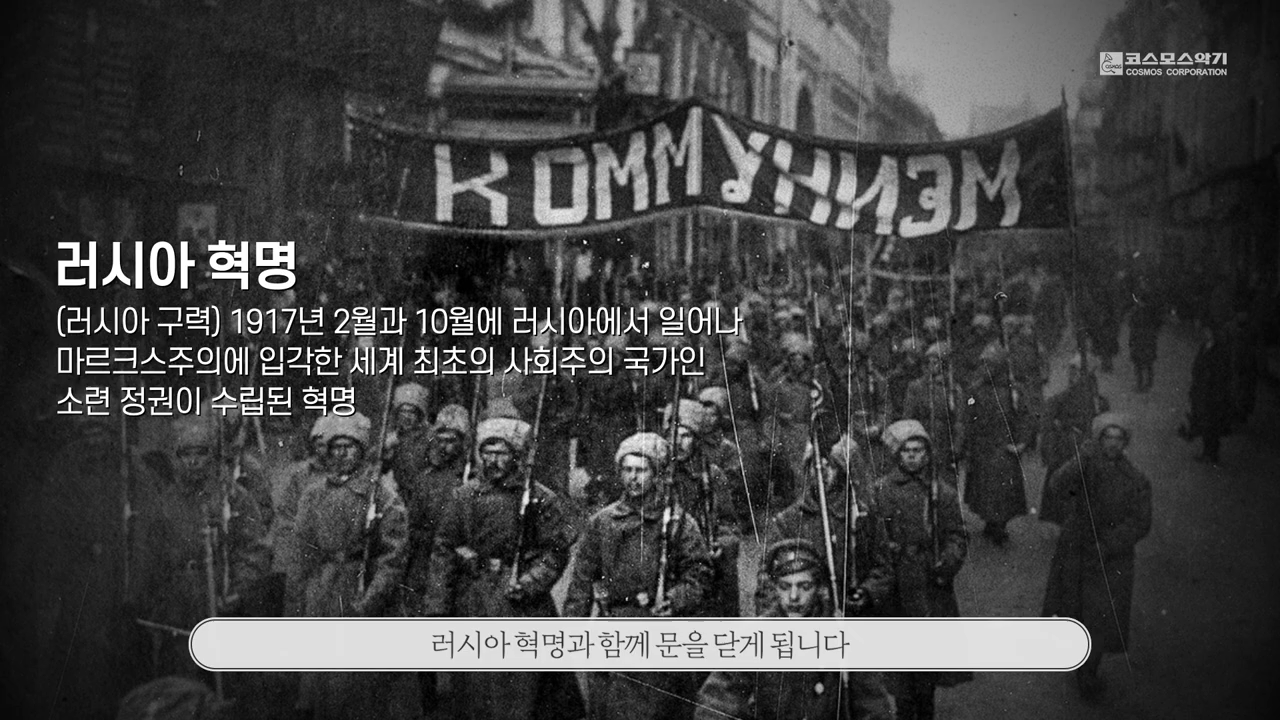 코스모스악기
COSMOS CORPORATION
КОММУНИЗМ
러시아 혁명
(러시아 구력) 1917년 2월과 10월에 러시아에서 일어나
마르크스주의에 입각한 세계 최초의 사회주의 국가인
소련 정권이 수립된 혁명
러시아 혁명과 함께 문을 닫게 됩니다